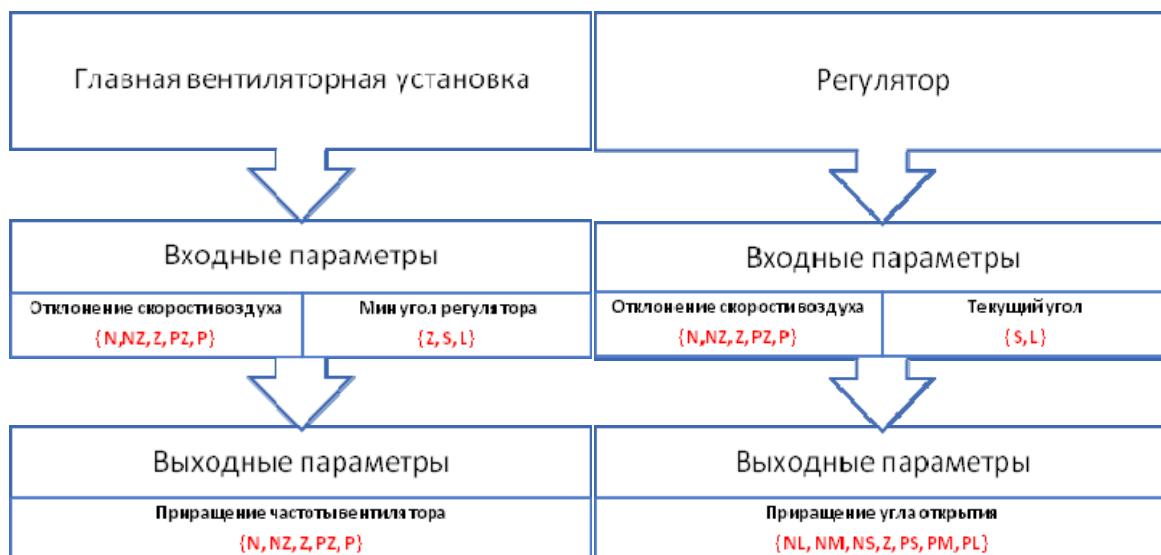 Главная вентиляторная установка
Входные параметры
Отклонение скорости воздуха
{N,NZ, Z, PZ, P}
Мин угол регулятора
{Z, S, L}
Выходные параметры
Приращение частоты вентилятора
{N, NZ, Z, PZ, P}
Регулятор
Входные параметры
Отклонение скорости воздуха
{N,NZ, Z, PZ, P}
Текущий угол
{S, L}
Выходные параметры
Приращение угла открытия
{NL, NM, NS, Z, PS, PM, PL}